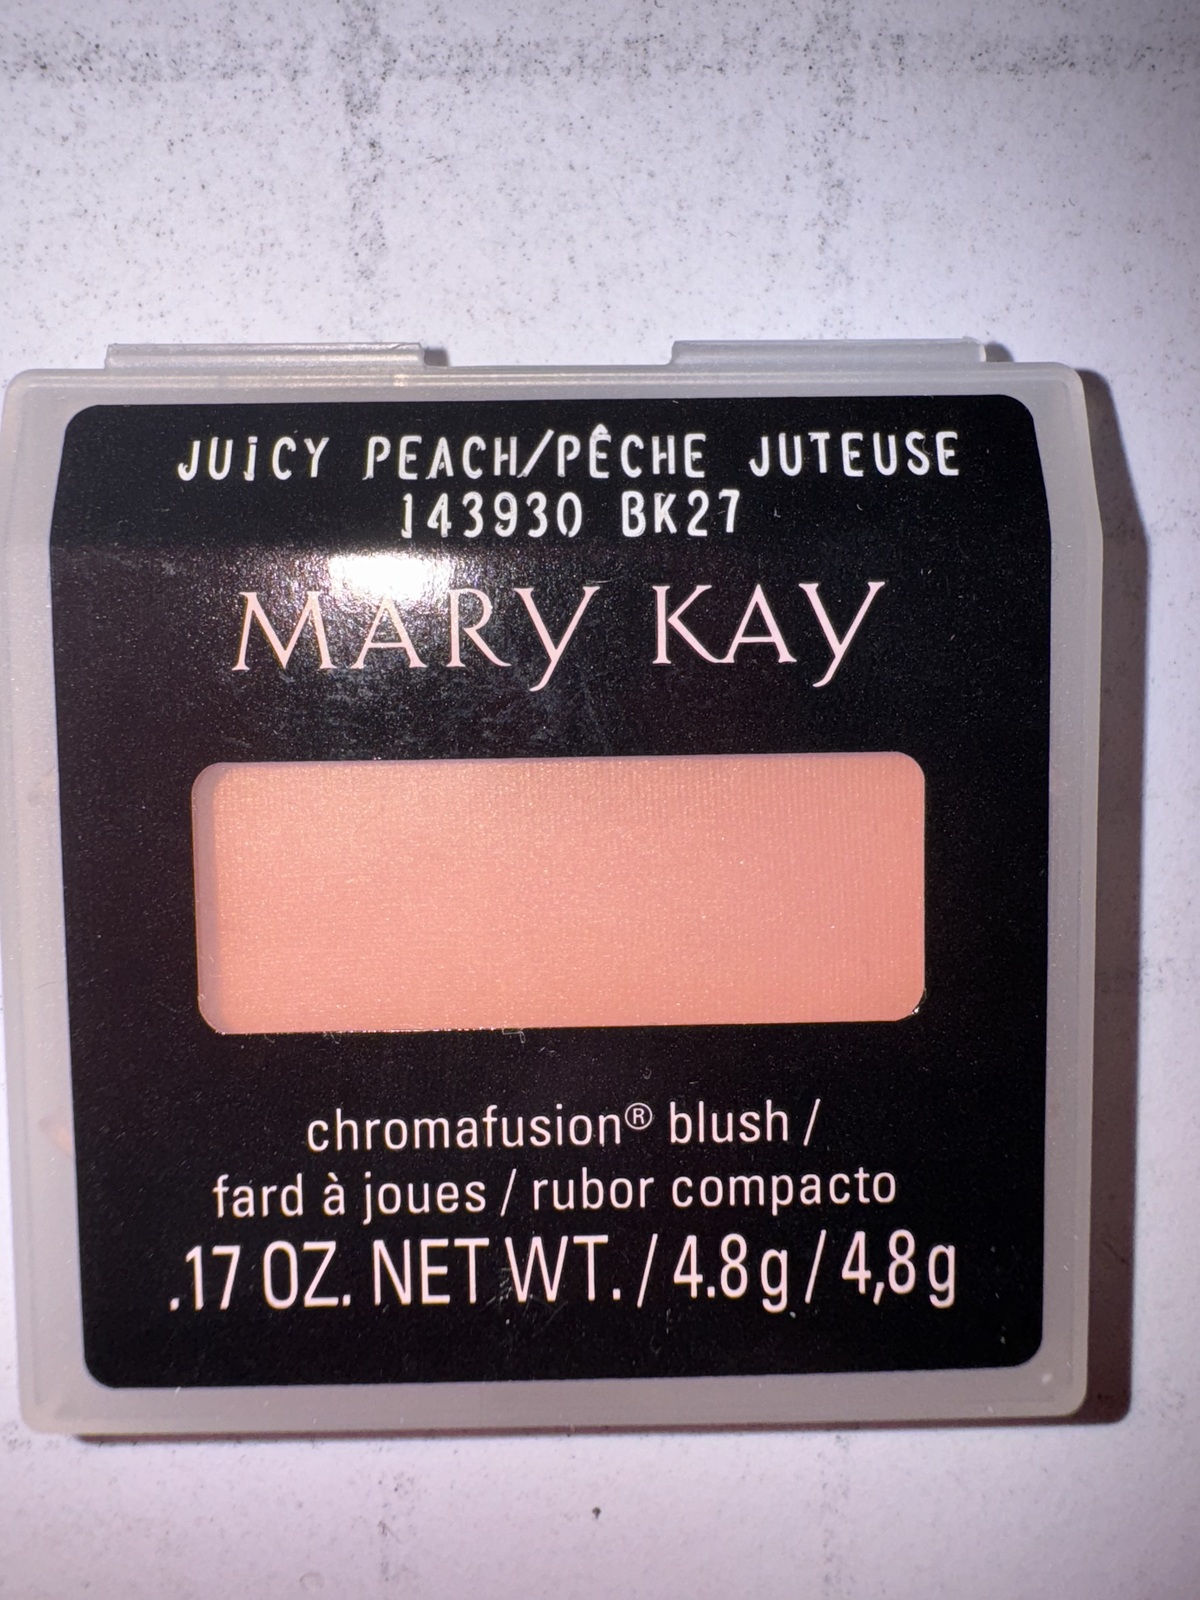 JUiCY PEACH/PÊCHE JUTEUSE
143930 BK27
MARY KAY
chromafusion® blush /
fard à joues / rubor compacto
.17 OZ. NET WT. / 4.8 g / 4,8 g